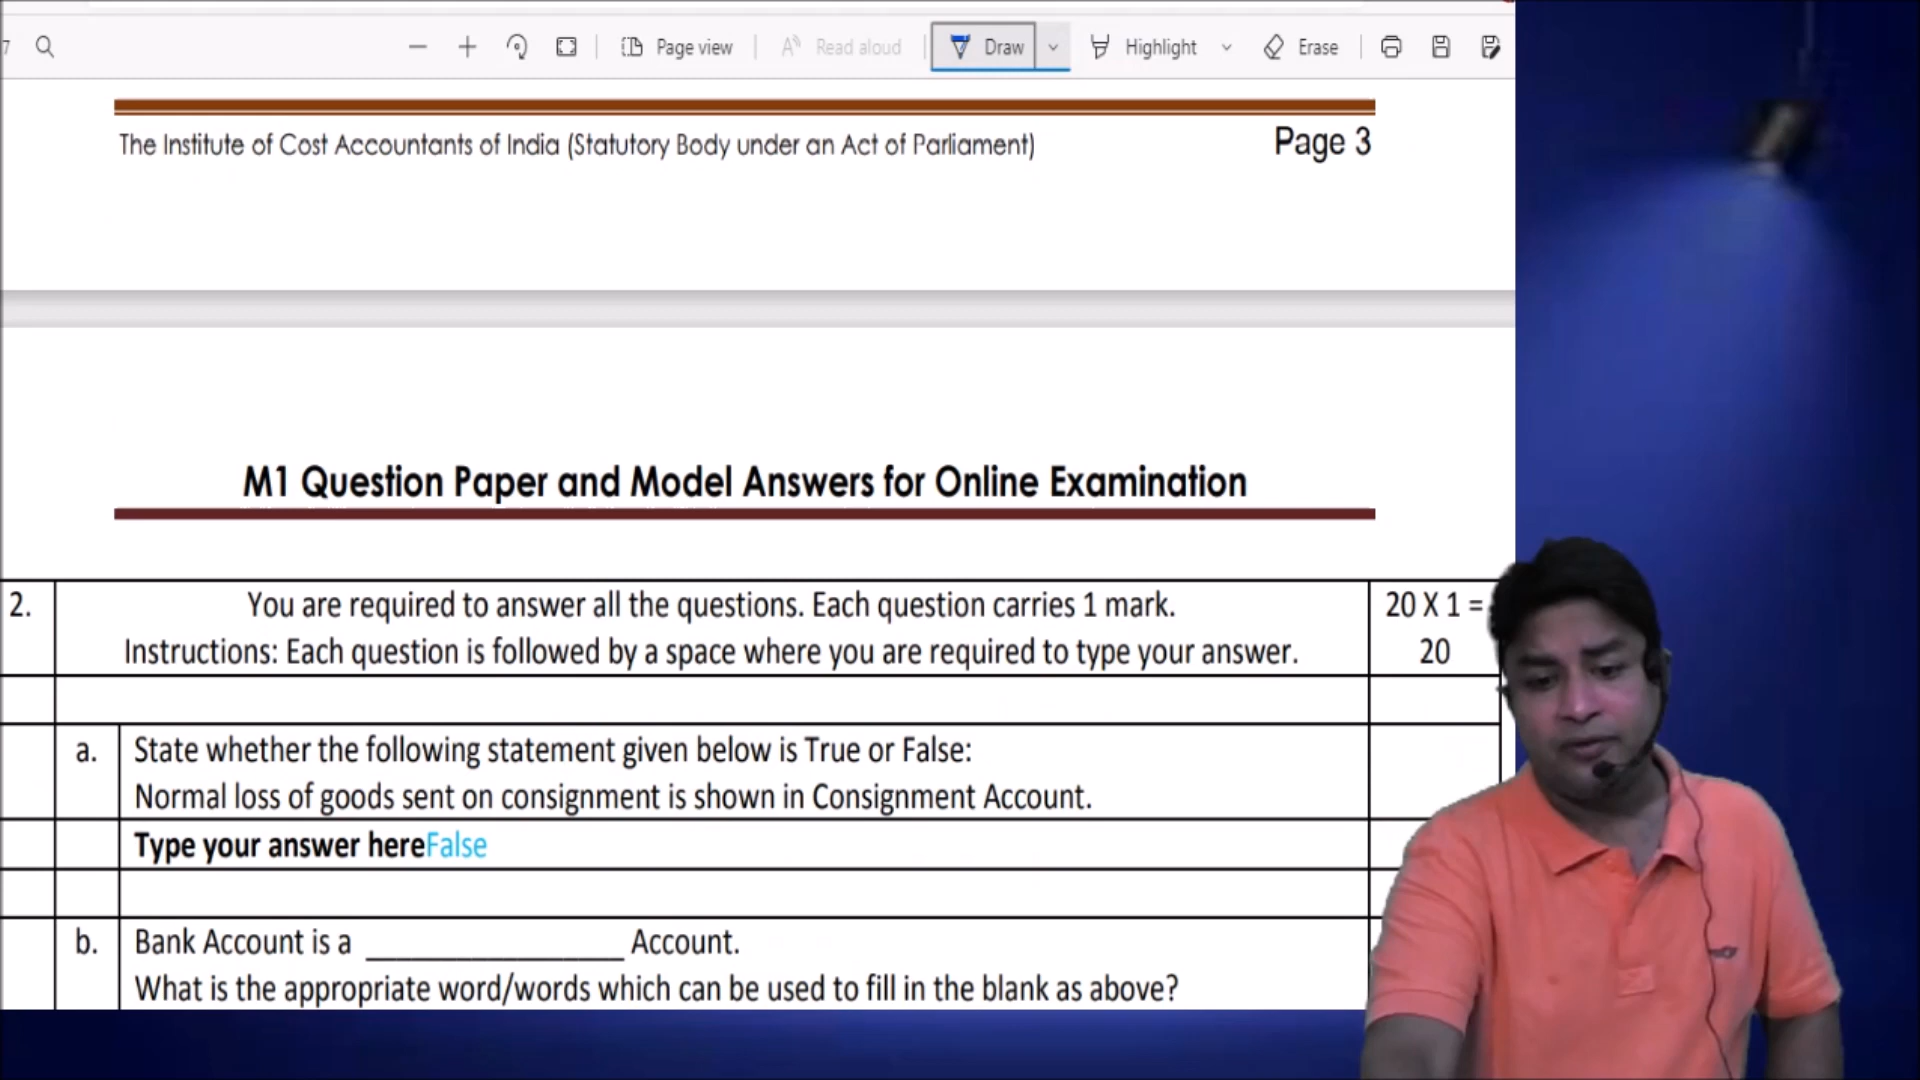 7
Page view
Read aloud
Draw
Highlight
Erase
The Institute of Cost Accountants of India (Statutory Body under an Act of Parliament)
Page 3
M1 Question Paper and Model Answers for Online Examination
2.
You are required to answer all the questions. Each question carries 1 mark.
20 X 1 =
Instructions: Each question is followed by a space where you are required to type your answer.
20
a.
State whether the following statement given below is True or False:
Normal loss of goods sent on consignment is shown in Consignment Account.
Type your answer hereFalse
b.
Bank Account is a ________________ Account.
What is the appropriate word/words which can be used to fill in the blank as above?